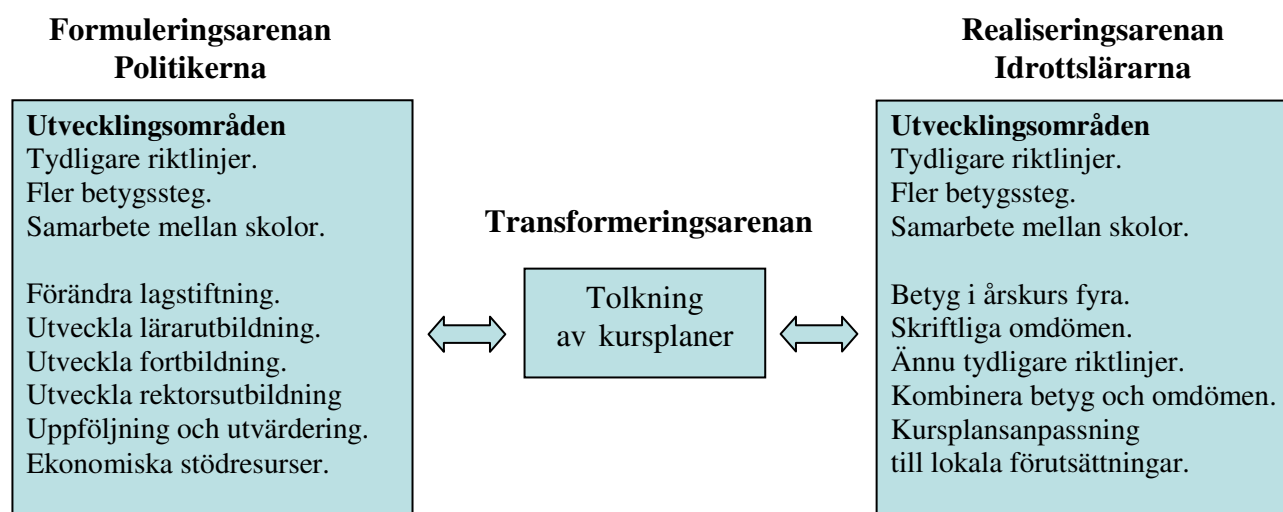 Formuleringsarenan
Politikerna
Utvecklingsområden
Tydligare riktlinjer.
Fler betygssteg.
Samarbete mellan skolor.
Förändra lagstiftning.
Utveckla lärarutbildning.
Utveckla fortbildning.
Utveckla rektorsutbildning
Uppföljning och utvärdering.
Ekonomiska stödresurser.
Transformeringsarenan
Tolkning
av kursplaner
Realiseringsarenan
Idrottslärarna
Utvecklingsområden
Tydligare riktlinjer.
Fler betygssteg.
Samarbete mellan skolor.
Betyg i årskurs fyra.
Skriftliga omdömen.
Ännu tydligare riktlinjer.
Kombinera betyg och omdömen.
Kursplansanpassning
till lokala förutsättningar.